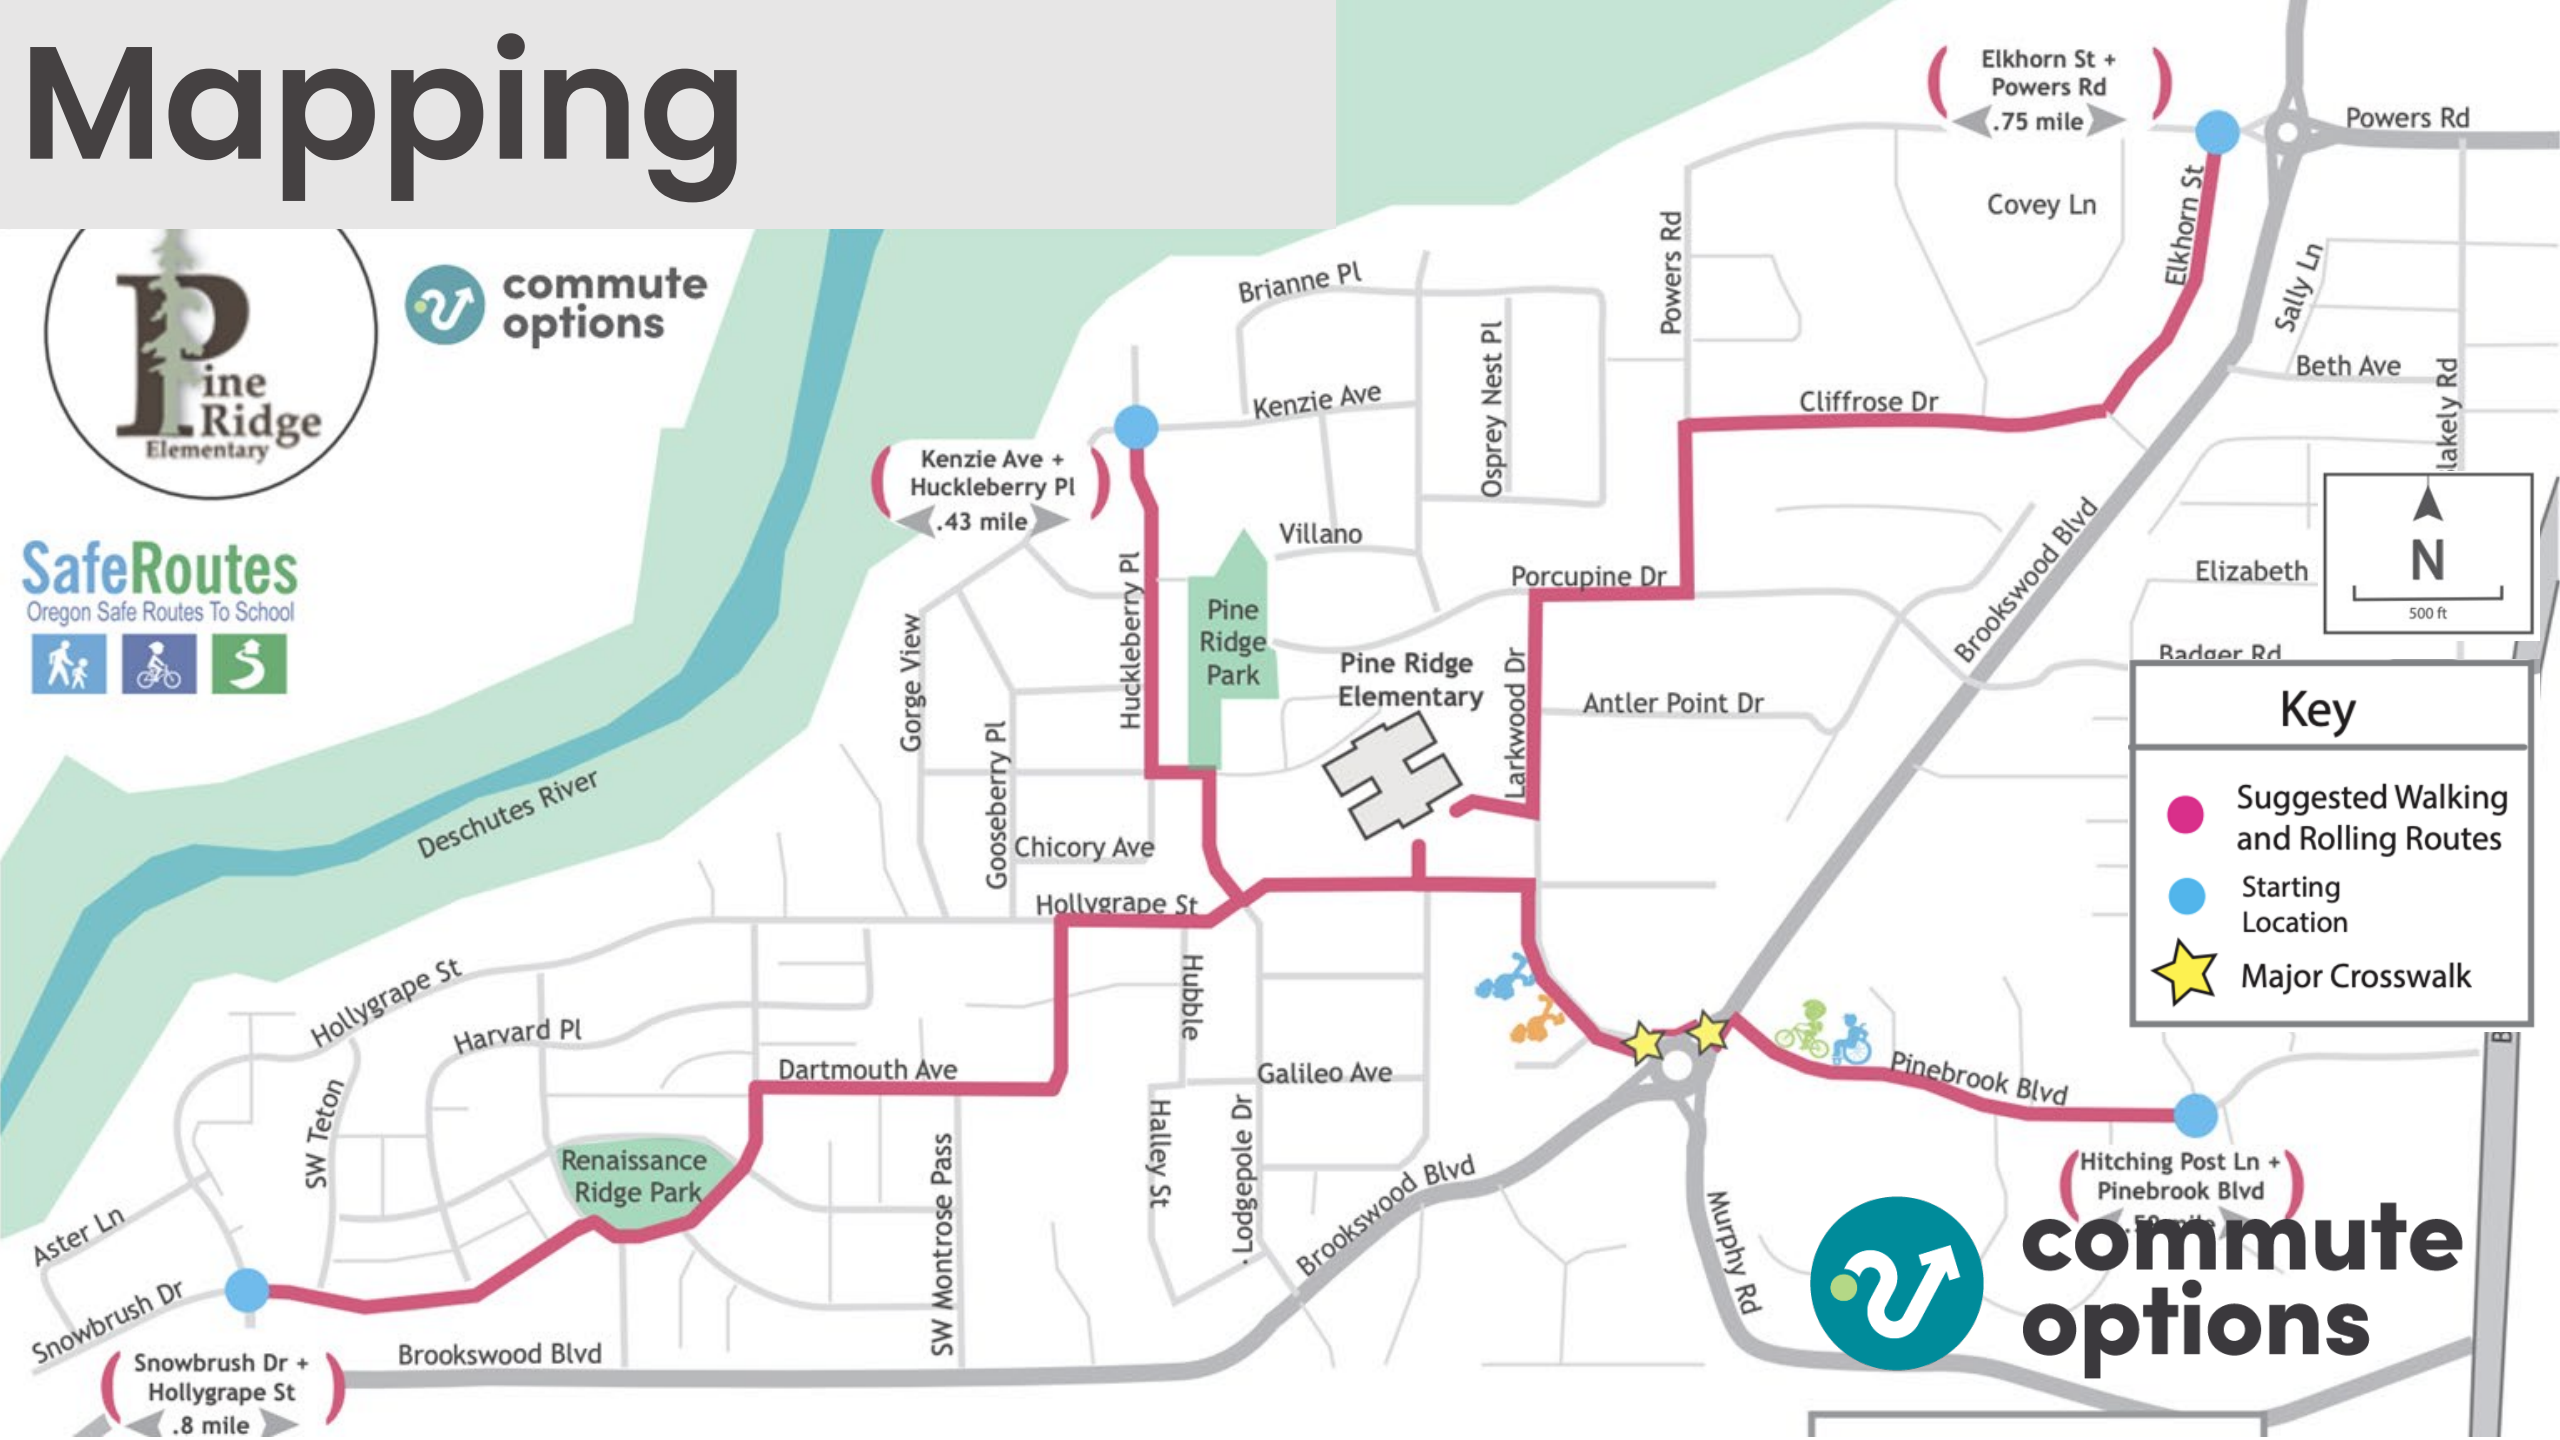 Mapping
Elkhorn St +
Powers Rd
.75 mile
Powers Rd
Covey Ln
Elkhorn St
Sally Ln
Powers Rd
Brianne Pl
commute
options
Pine
Ridge
Elementary
Kenzie Ave
Osprey Nest Pl
Cliffrose Dr
Beth Ave
Kenzie Ave +
Huckleberry Pl
.43 mile
Villano
Brookswood Blvd
N
500 ft
SafeRoutes
Oregon Safe Routes To School
Porcupine Dr
Elizabeth
Huckleberry Pl
Pine
Ridge
Park
Gorge View
Pine Ridge
Elementary
Larkwood Dr
Badger Rd
Antler Point Dr
Key
Suggested Walking
and Rolling Routes
Starting
Location
Major Crosswalk
Gooseberry Pl
Deschutes River
Chicory Ave
Hollygrape St
Hollygrape St
Hubble
Harvard Pl
Dartmouth Ave
Galileo Ave
Pinebrook Blvd
SW Teton
Halley St
Lodgepole Dr
SW Montrose Pass
Renaissance
Ridge Park
Brookswood Blvd
Murphy Rd
Hitching Post Ln +
Pinebrook Blvd
Aster Ln
Snowbrush Dr
Brookswood Blvd
Snowbrush Dr +
Hollygrape St
.8 mile
commute
options